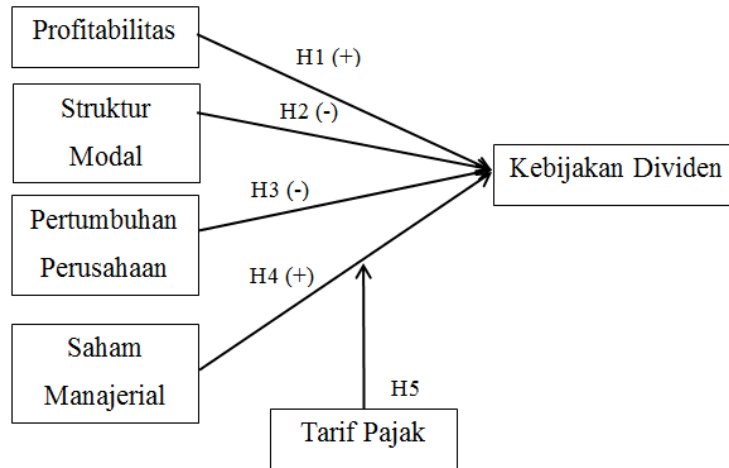 Profitabilitas
H1 (+)
Struktur
Modal
H2 (-)
Kebijakan Dividen
H3 (-)
Pertumbuhan
Perusahaan
H4 (+)
Saham
Manajerial
H5
Tarif Pajak